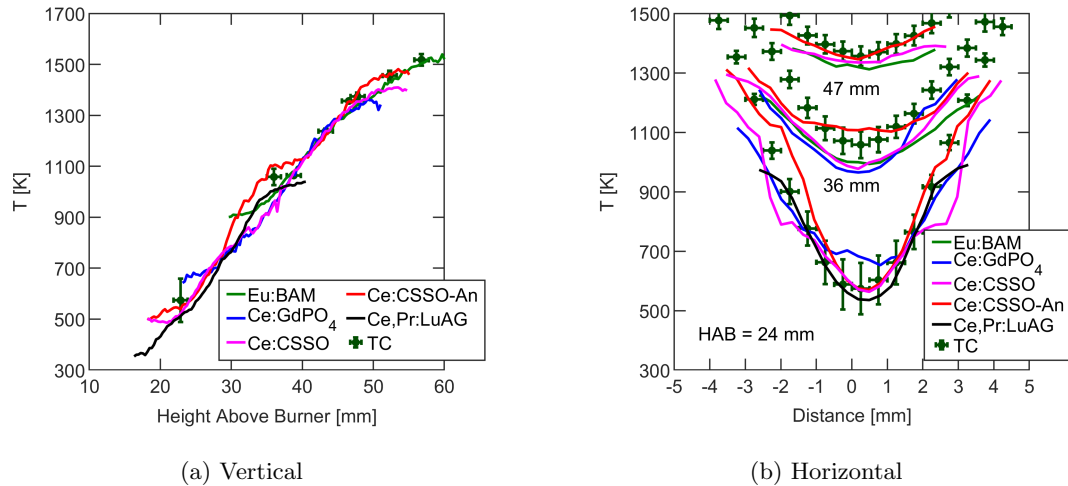 1700
1500
1300
1100
900
700
500
300
T [K]
10 20 30 40 50 60
Height Above Burner [mm]
Eu:BAM
Ce:GdPO4
Ce:CSSO
Ce:CSSO-An
Ce,Pr:LuAG
TC
(a) Vertical
1500
1300
1100
900
700
500
300
T [K]
47 mm
36 mm
HAB = 24 mm
Eu:BAM
Ce:GdPO4
Ce:CSSO
Ce:CSSO-An
Ce,Pr:LuAG
TC
-5 -4 -3 -2 -1 0 1 2 3 4 5
Distance [mm]
(b) Horizontal